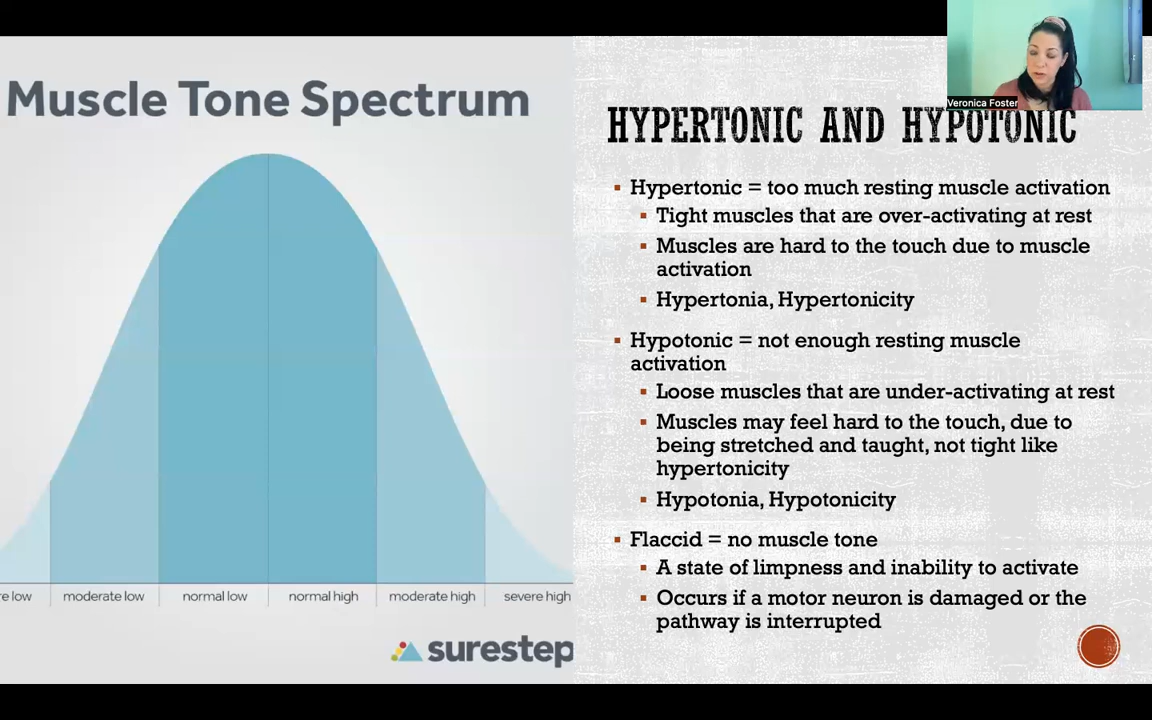 Veronica Foster
Muscle Tone Spectrum
re low
moderate low
normal low
normal high
moderate high
severe high
surestep
HYPERTONIC AND HYPOTONIC
Hypertonic = too much resting muscle activation
Tight muscles that are over-activating at rest
Muscles are hard to the touch due to muscle
activation
Hypertonia, Hypertonicity
Hypotonic = not enough resting muscle
activation
Loose muscles that are under-activating at rest
Muscles may feel hard to the touch, due to
being stretched and taught, not tight like
hypertonicity
Hypotonia, Hypotonicity
Flaccid = no muscle tone
A state of limpness and inability to activate
Occurs if a motor neuron is damaged or the
pathway is interrupted